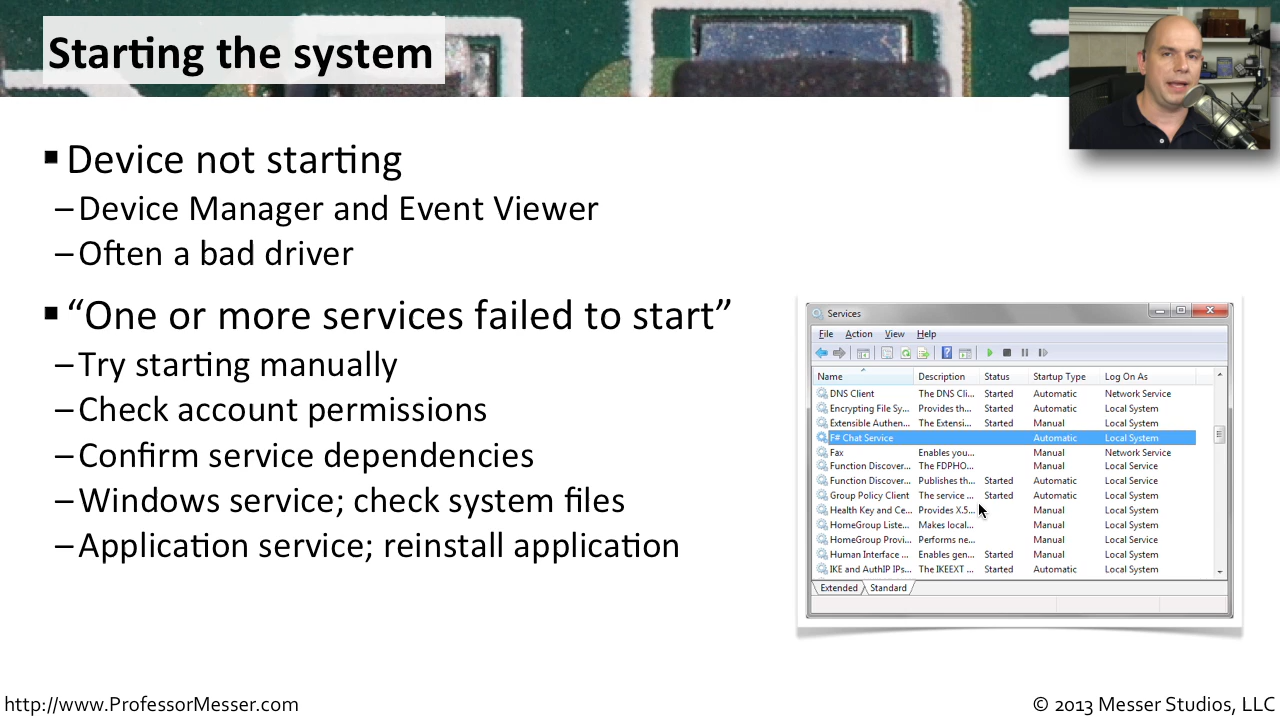 Starting the system
▪ Device not starting
– Device Manager and Event Viewer
– Often a bad driver
▪ “One or more services failed to start”
– Try starting manually
– Check account permissions
– Confirm service dependencies
– Windows service; check system files
– Application service; reinstall application
Services
File Action View Help
Name Description Status Startup Type Log On As
DNS Client The DNS Cli... Started Automatic Network Service
Encrypting File Sy... Provides th... Started Automatic Local System
Extensible Authen... The Extensi... Started Manual Local System
F# Chat Service Automatic Local System
Fax Enables you... Manual Network Service
Function Discover... The FDPHO... Manual Local Service
Function Discover... Publishes th... Started Automatic Local Service
Group Policy Client The service ... Started Automatic Local System
Health Key and Ce... Provides X.5... Manual Local System
HomeGroup Liste... Makes local... Manual Local System
HomeGroup Provi... Performs ne... Manual Local Service
Human Interface ... Enables gen... Started Manual Local System
IKE and AuthIP IPs... The IKEEXT ... Started Automatic Local System
Extended Standard
http://www.ProfessorMesser.com
© 2013 Messer Studios, LLC